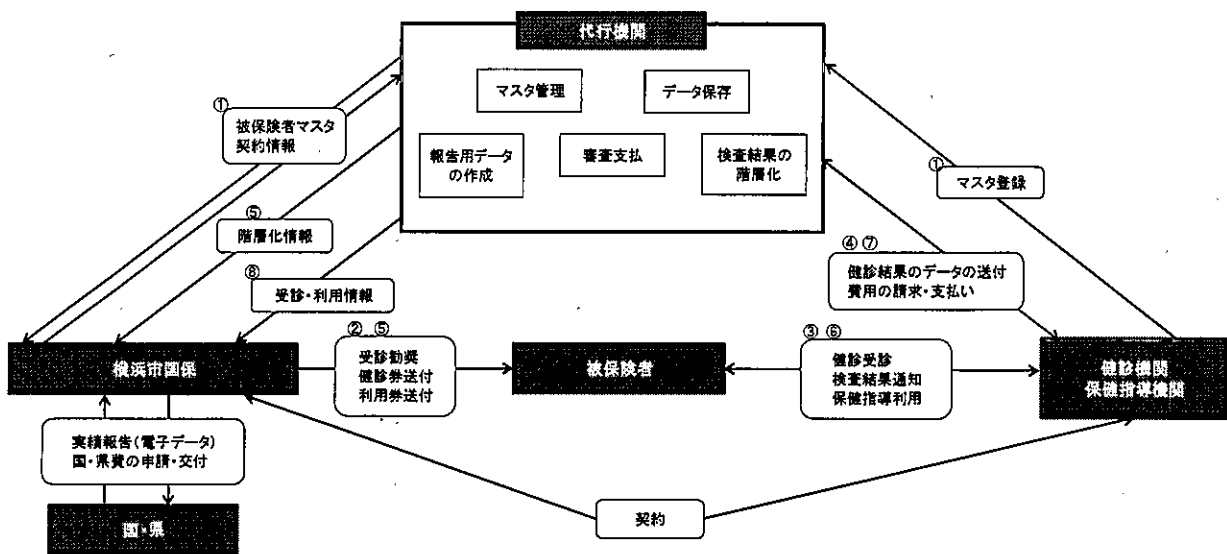 代行機関
マスタ管理
データ保存
報告用データ
の作成
審査支払
検査結果の
階層化
①
被保険者マスタ
契約情報
①
マスタ登録
⑤
階層化情報
④ ⑦
健診結果のデータの送付
費用の請求・支払い
⑧
受診・利用情報
② ⑤
受診勧奨
健診券送付
利用券送付
③ ⑥
健診受診
検査結果通知
保健指導利用
横浜市国保
被保険者
健診機関
保健指導機関
実績報告(電子データ)
国・県費の申請・交付
契約
国・県